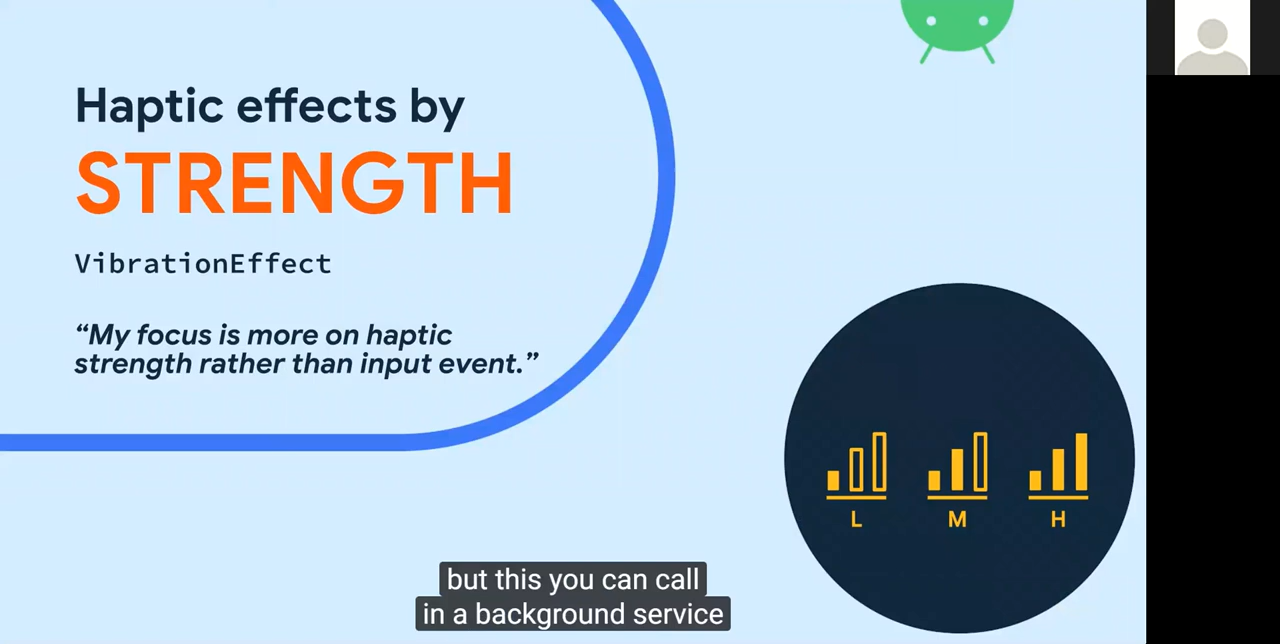 Haptic effects by
STRENGTH
VibrationEffect
“My focus is more on haptic
strength rather than input event.”
L M H
but this you can call
in a background service